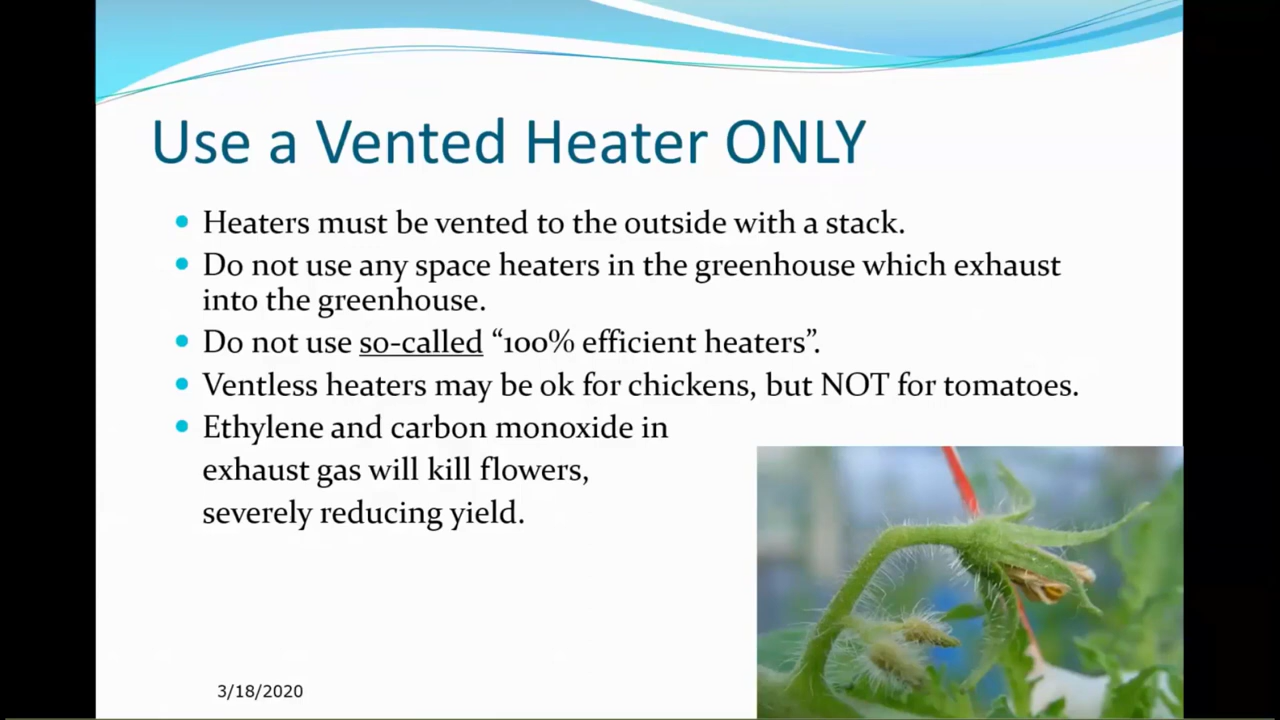 Use a Vented Heater ONLY
Heaters must be vented to the outside with a stack.
Do not use any space heaters in the greenhouse which exhaust
into the greenhouse.
Do not use so-called “100% efficient heaters”.
Ventless heaters may be ok for chickens, but NOT for tomatoes.
Ethylene and carbon monoxide in
exhaust gas will kill flowers,
severely reducing yield.
3/18/2020